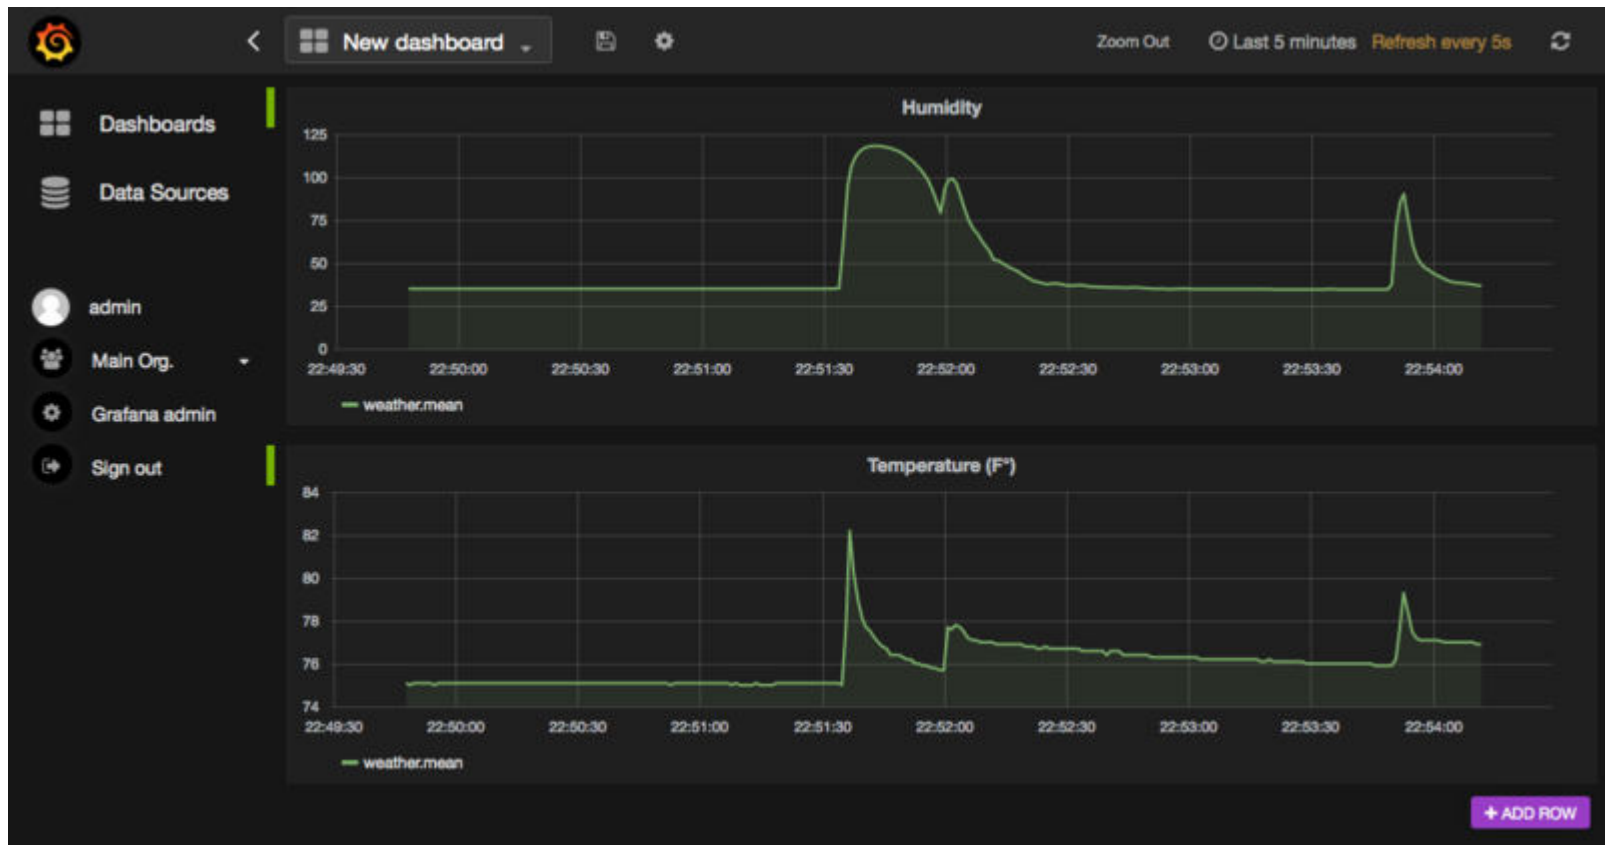 New dashboard
Zoom Out
Last 5 minutes Refresh every 5s
Dashboards
Data Sources
admin
Main Org.
Grafana admin
Sign out
Humidity
125
100
75
50
25
0
22:49:30 22:50:00 22:50:30 22:51:00 22:51:30 22:52:00 22:52:30 22:53:00 22:53:30 22:54:00
weather.mean
Temperature (F°)
84
82
80
78
76
74
22:49:30 22:50:00 22:50:30 22:51:00 22:51:30 22:52:00 22:52:30 22:53:00 22:53:30 22:54:00
weather.mean
+ ADD ROW